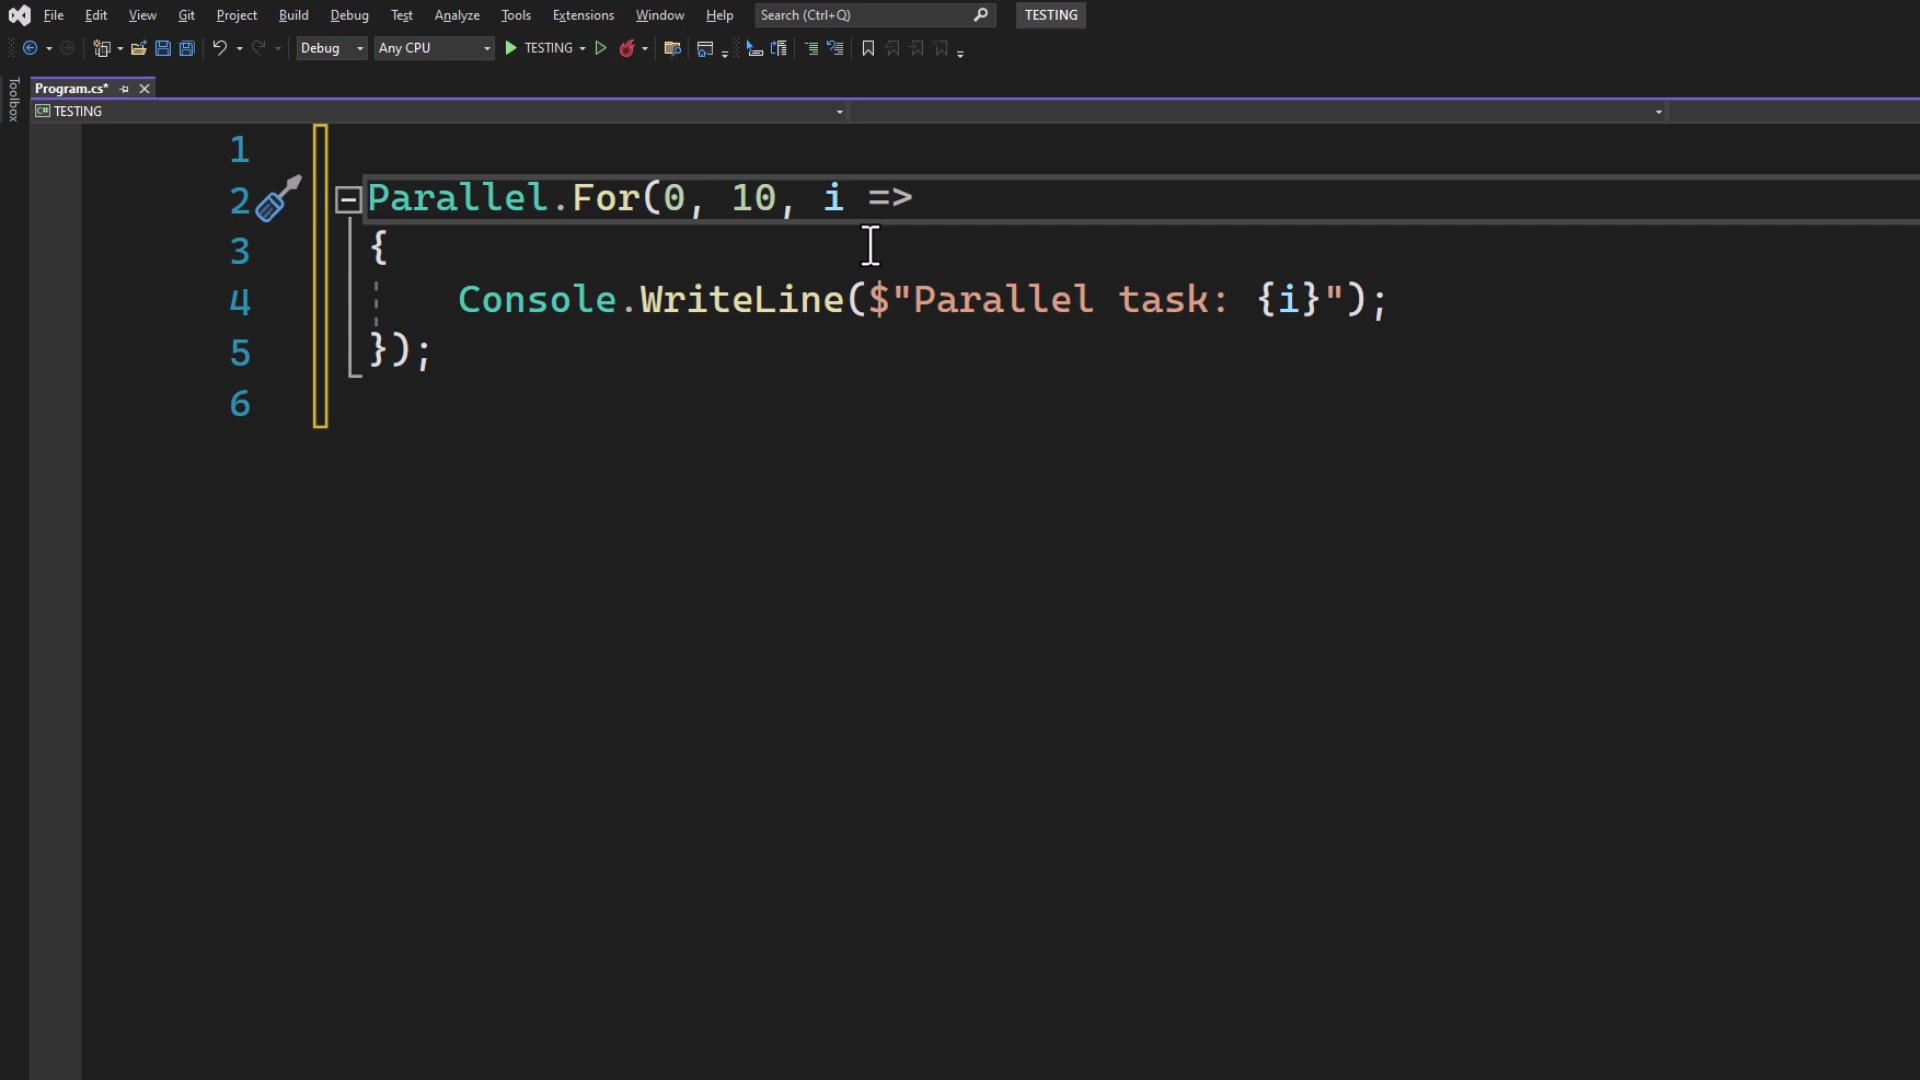 File Edit View Git Project Build Debug Test Analyze Tools Extensions Window Help Search (Ctrl+Q) TESTING
Debug Any CPU TESTING
Toolbox
Program.cs*
C# TESTING
1
2 Parallel.For(0, 10, i =>
3 {
4 Console.WriteLine($"Parallel task: {i}");
5 });
6